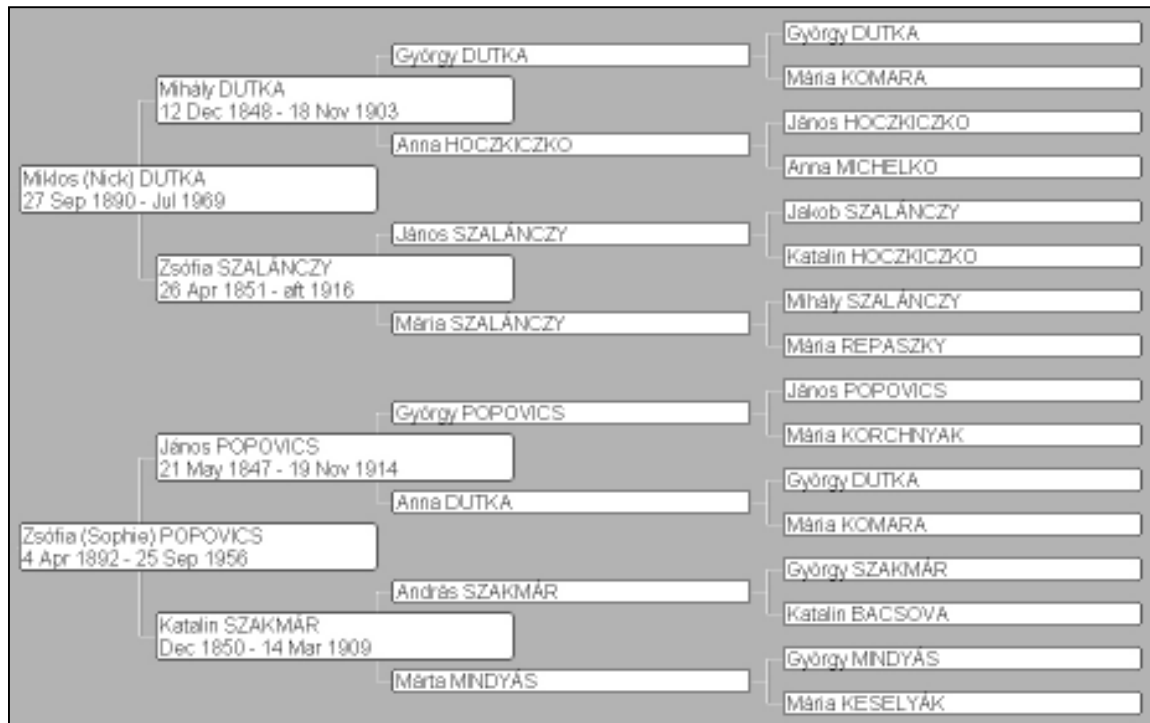 György DUTKA
György DUTKA
Mária KOMARA
Mihály DUTKA
12 Dec 1848 - 18 Nov 1903
János HOCZKICZKO
Anna HOCZKICZKO
Anna MICHELKO
Miklos (Nick) DUTKA
27 Sep 1890 - Jul 1969
Jakob SZALÁNCZY
János SZALÁNCZY
Katalin HOCZKICZKO
Zsófia SZALÁNCZY
26 Apr 1851 - aft 1916
Mihály SZALÁNCZY
Mária SZALÁNCZY
Mária REPASZKY
János POPOVICS
György POPOVICS
Mária KORCHNYAK
János POPOVICS
21 May 1847 - 19 Nov 1914
György DUTKA
Anna DUTKA
Mária KOMARA
Zsófia (Sophie) POPOVICS
4 Apr 1892 - 25 Sep 1956
György SZAKMÁR
András SZAKMÁR
Katalin BACSOVA
Katalin SZAKMÁR
Dec 1850 - 14 Mar 1909
György MINDYÁS
Márta MINDYÁS
Mária KESELYÁK